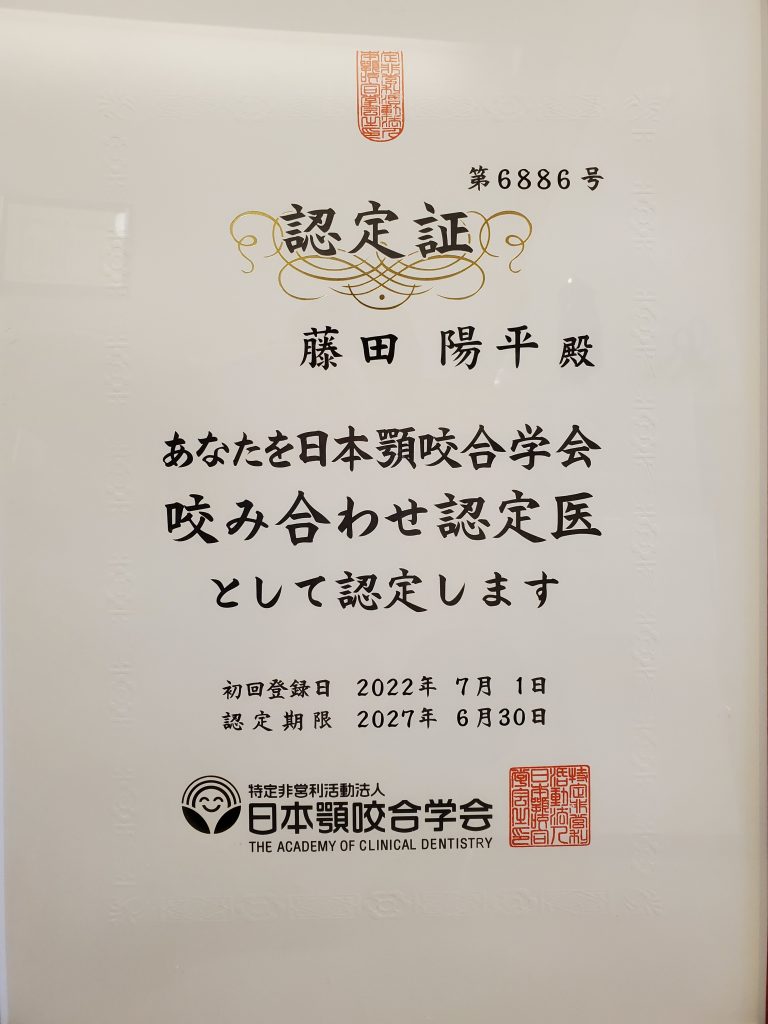 第6886号
認定証
藤田 陽平 殿
あなたを日本顎咬合学会
咬み合わせ認定医
として認定します
初回登録日 2022年 7月 1日
認定期限 2027年 6月30日
特定非営利活動法人
日本顎咬合学会
THE ACADEMY OF CLINICAL DENTISTRY